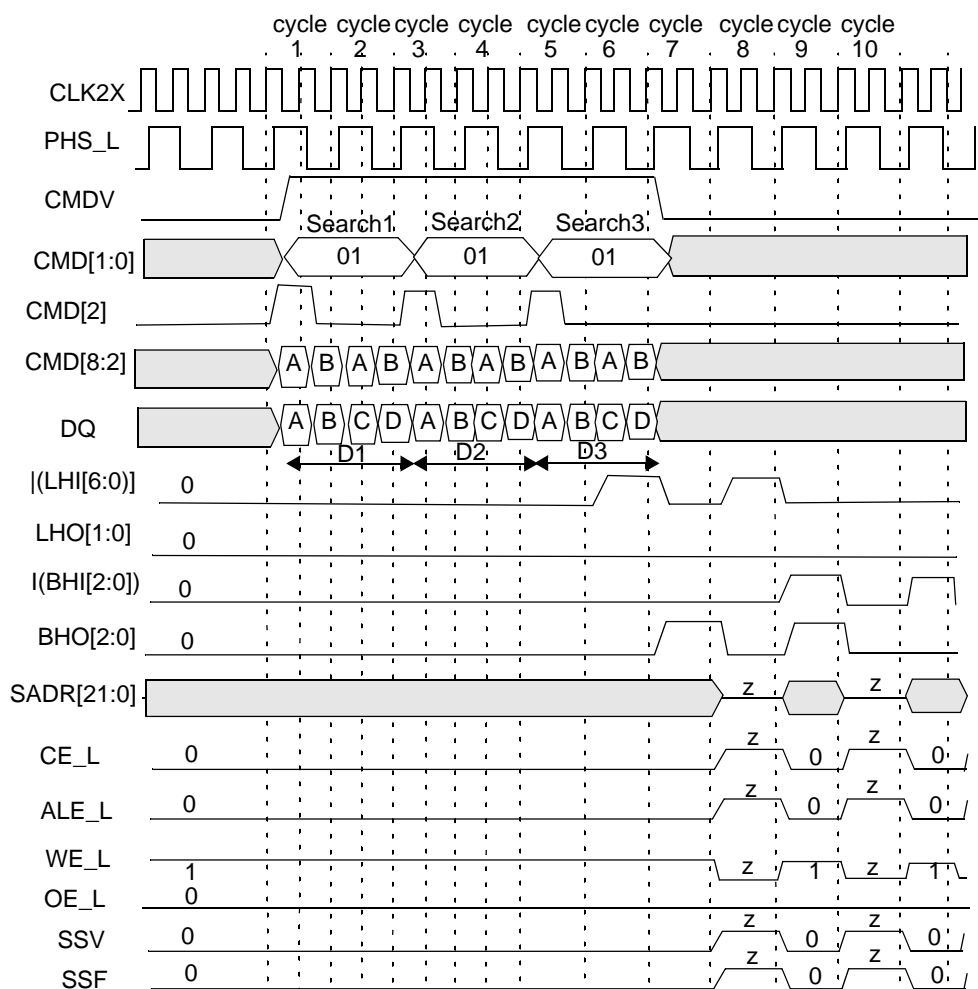 cycle cycle cycle cycle cycle cycle cycle cycle cycle cycle
1 2 3 4 5 6 7 8 9 10
CLK2X
PHS_L
CMDV
Search1 Search2 Search3
CMD[1:0] 01 01 01
CMD[2]
CMD[8:2] A B A B A B A B A B A B
DQ A B C D A B C D A B C D
D1 D2 D3
|(LHI[6:0)] 0
LHO[1:0] 0
I(BHI[2:0]) 0
BHO[2:0] 0
SADR[21:0] z z
CE_L 0 z 0 z 0
ALE_L 0 z 0 z 0
WE_L 1 z 1 z 1
OE_L 0
SSV 0 z 0 z 0
SSF 0 z 0 z 0